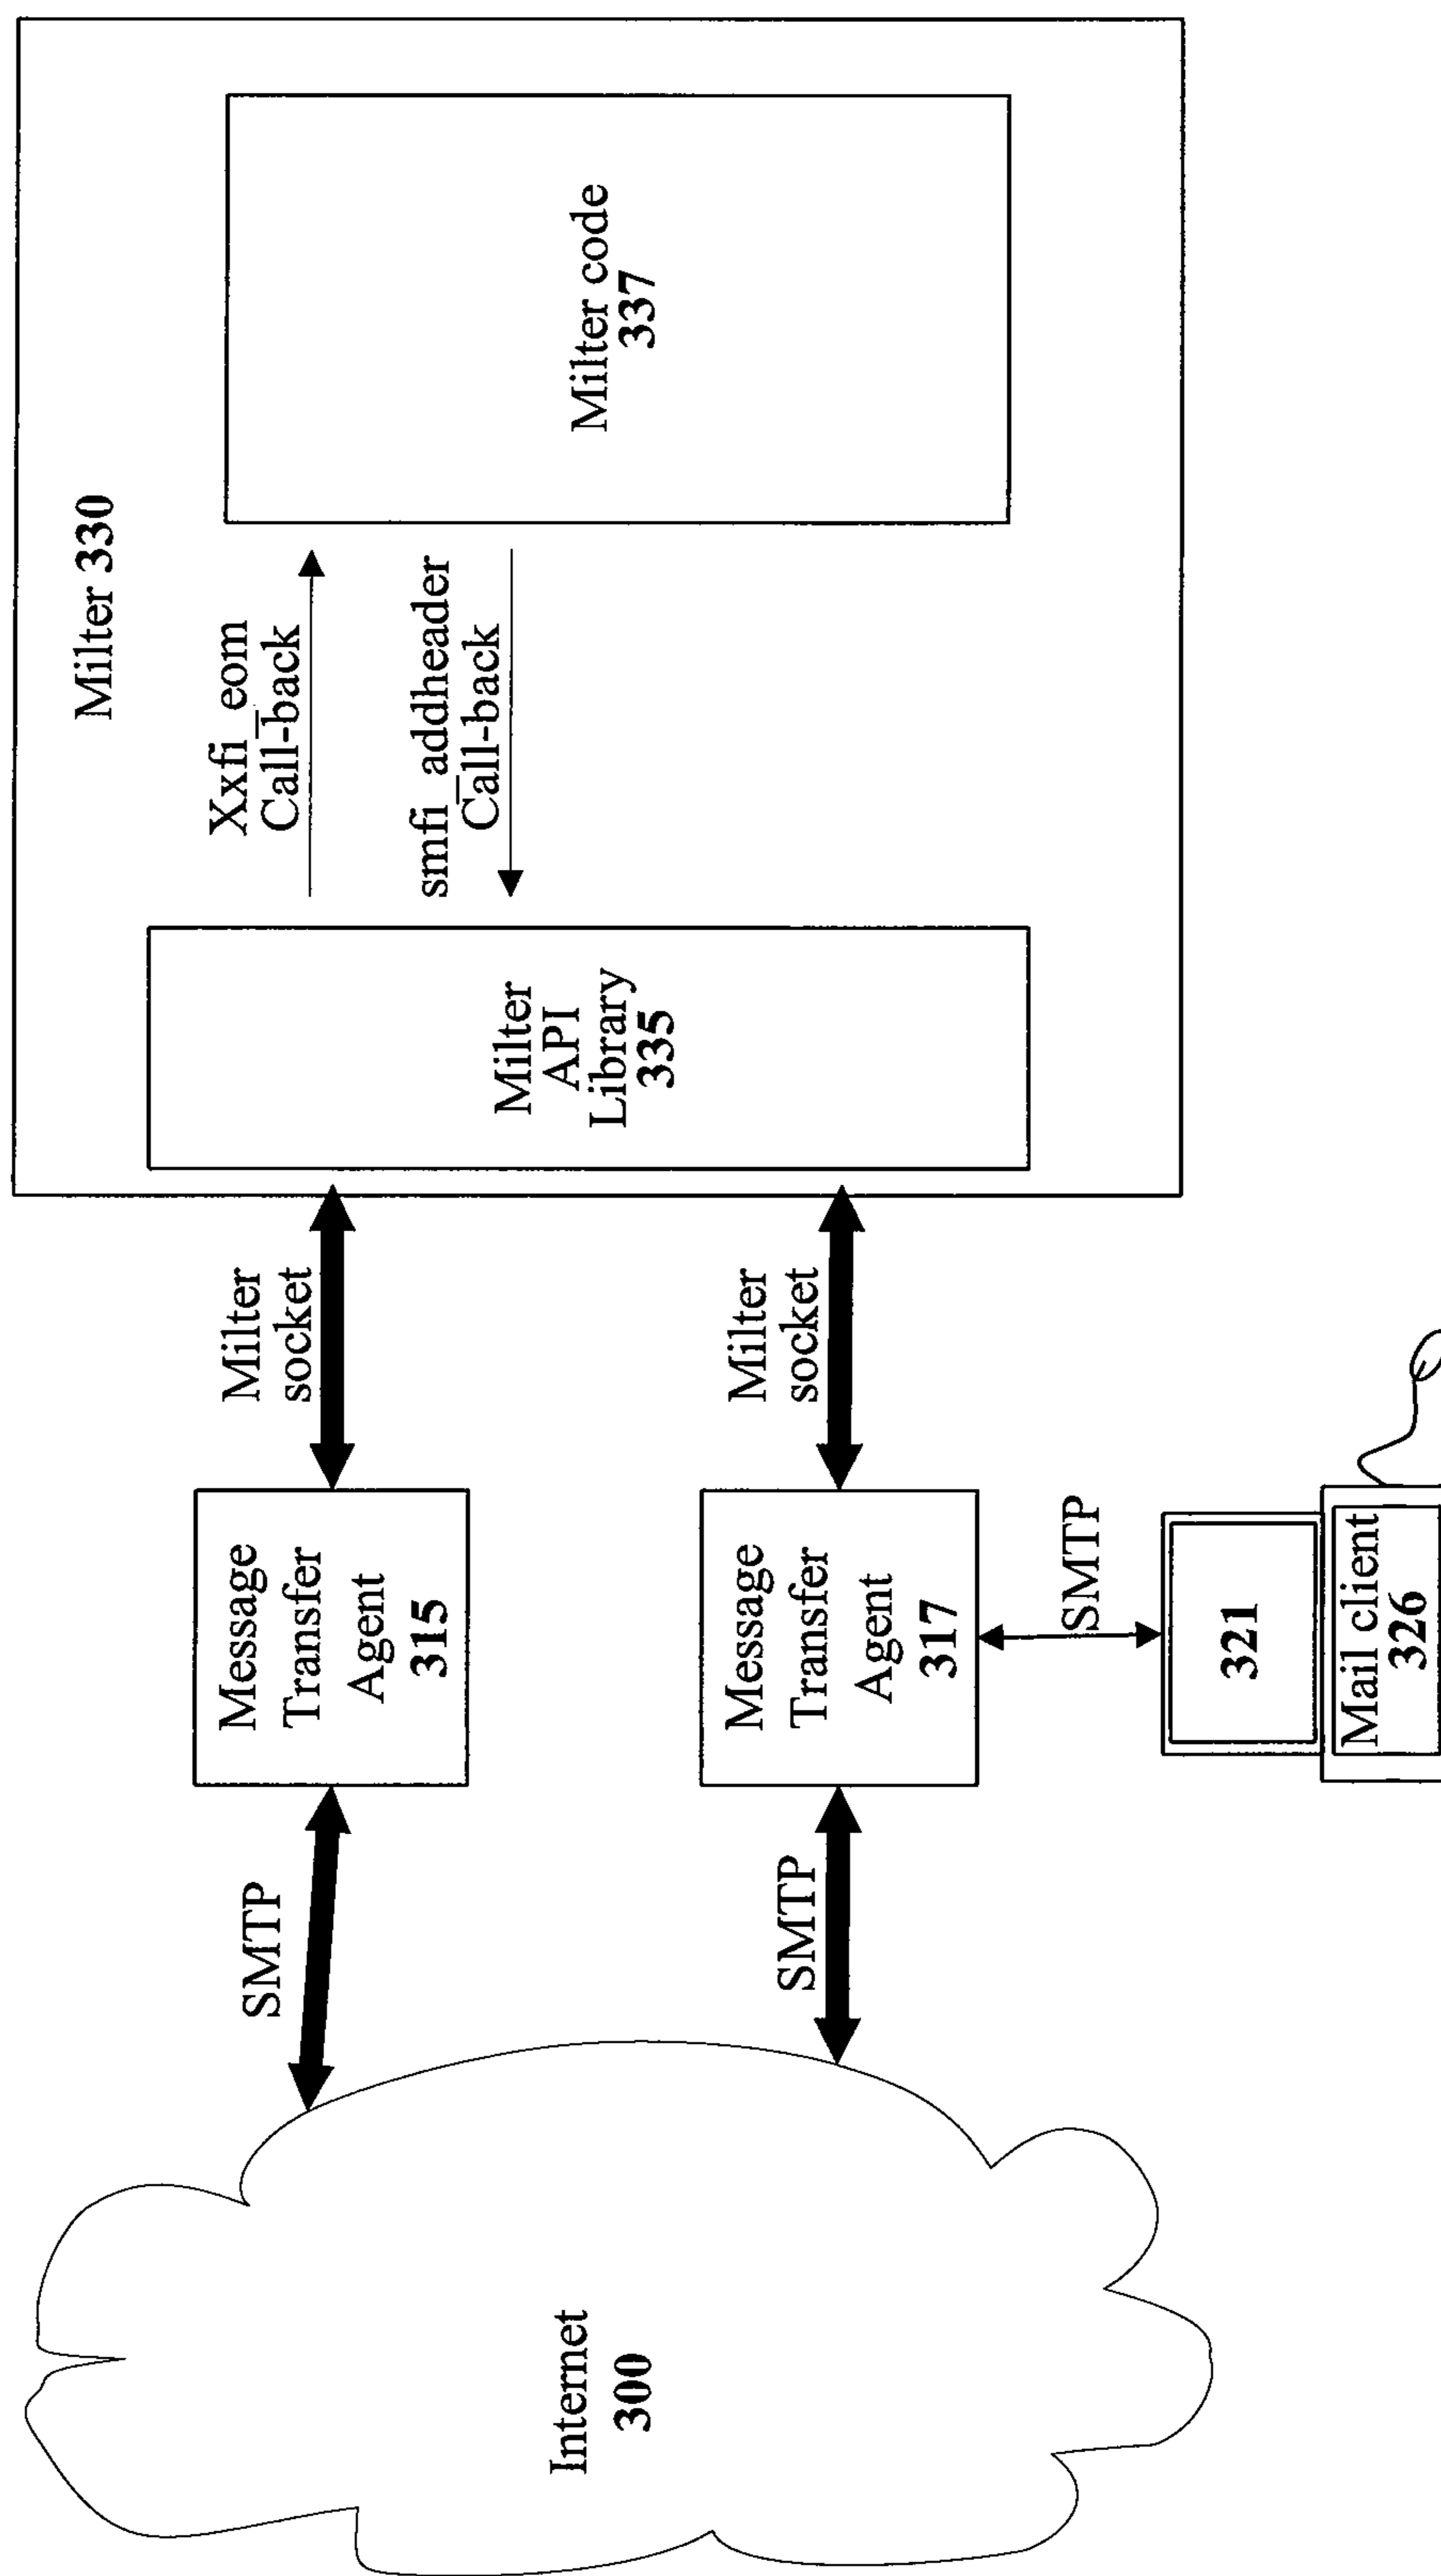 Milter 330
Xxfi_eom
Call-back
smfi_addheader
Call-back
Milter code
337
Milter
API
Library
335
Milter
socket
Milter
socket
Message
Transfer
Agent
315
Message
Transfer
Agent
317
SMTP
SMTP
SMTP
321
Mail client
326
Internet
300